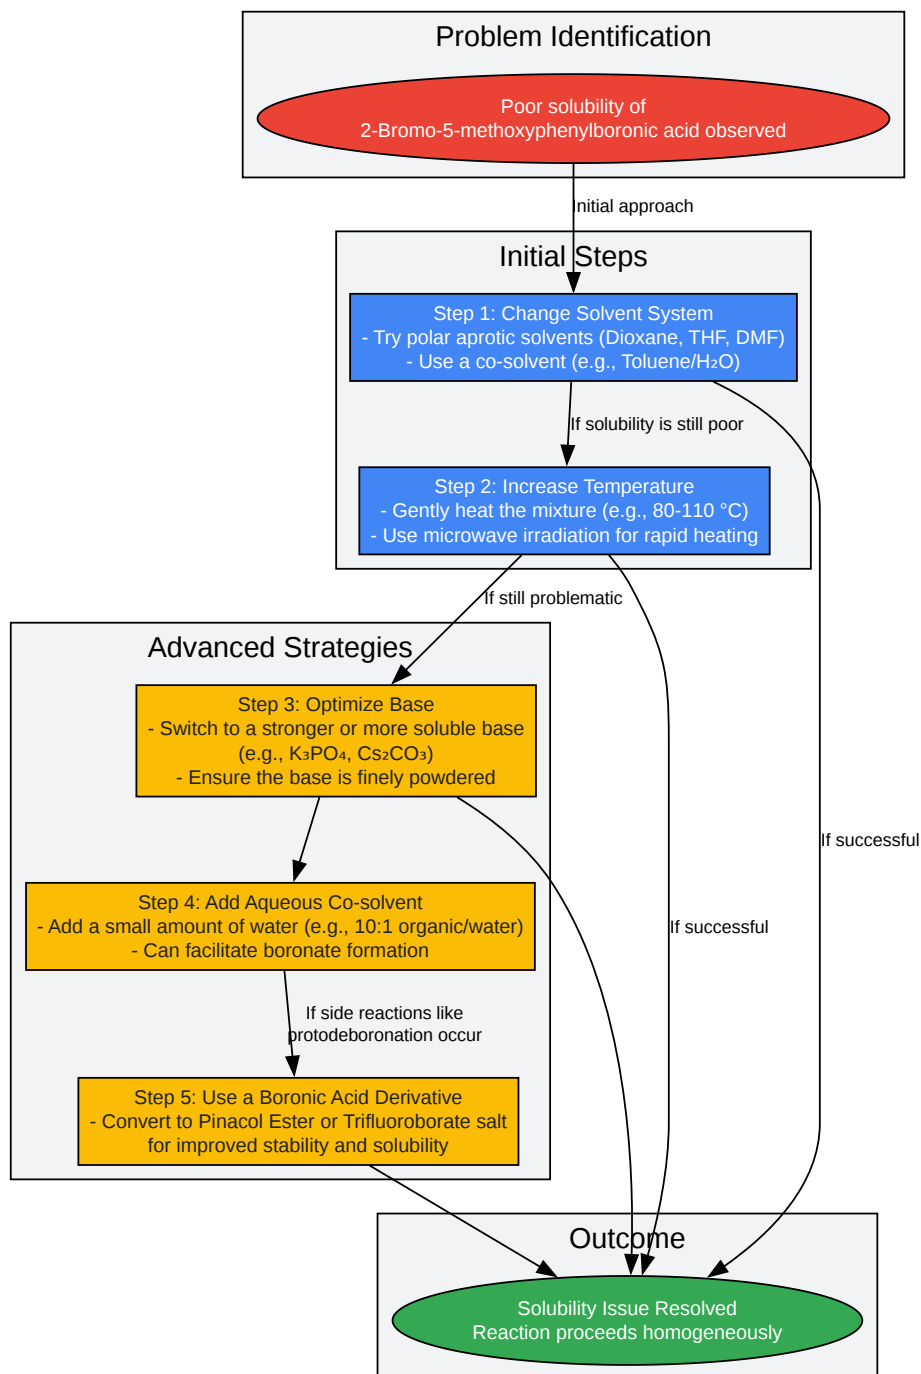 Problem Identification
Poor solubility of
2-Bromo-5-methoxyphenylboronic acid observed
Initial approach
Initial Steps
Step 1: Change Solvent System
- Try polar aprotic solvents (Dioxane, THF, DMF)
- Use a co-solvent (e.g., Toluene/H₂O)
If solubility is still poor
Step 2: Increase Temperature
- Gently heat the mixture (e.g., 80-110 °C)
- Use microwave irradiation for rapid heating
If still problematic
Advanced Strategies
Step 3: Optimize Base
- Switch to a stronger or more soluble base
(e.g., K₃PO₄, Cs₂CO₃)
- Ensure the base is finely powdered
If successful
Step 4: Add Aqueous Co-solvent
- Add a small amount of water (e.g., 10:1 organic/water)
- Can facilitate boronate formation
If successful
If side reactions like
protodeboronation occur
Step 5: Use a Boronic Acid Derivative
- Convert to Pinacol Ester or Trifluoroborate salt
for improved stability and solubility
Outcome
Solubility Issue Resolved
Reaction proceeds homogeneously